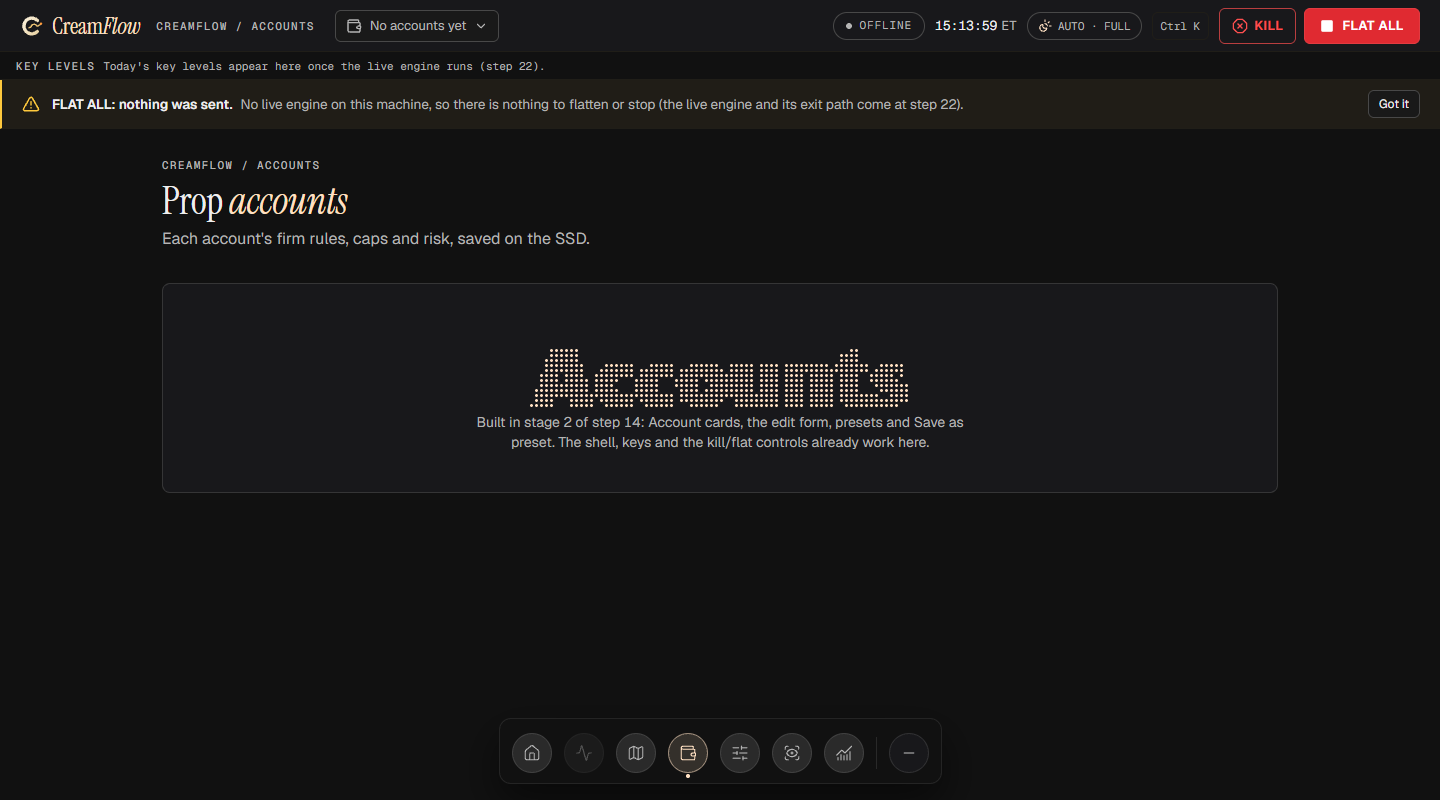 CreamFlow
CREAMFLOW / ACCOUNTS
No accounts yet
OFFLINE
15:13:59 ET
AUTO · FULL
Ctrl K
KILL
FLAT ALL
KEY LEVELS Today's key levels appear here once the live engine runs (step 22).
FLAT ALL: nothing was sent. No live engine on this machine, so there is nothing to flatten or stop (the live engine and its exit path come at step 22).
Got it
CREAMFLOW / ACCOUNTS
Prop accounts
Each account's firm rules, caps and risk, saved on the SSD.
Accounts
Built in stage 2 of step 14: Account cards, the edit form, presets and Save as
preset. The shell, keys and the kill/flat controls already work here.